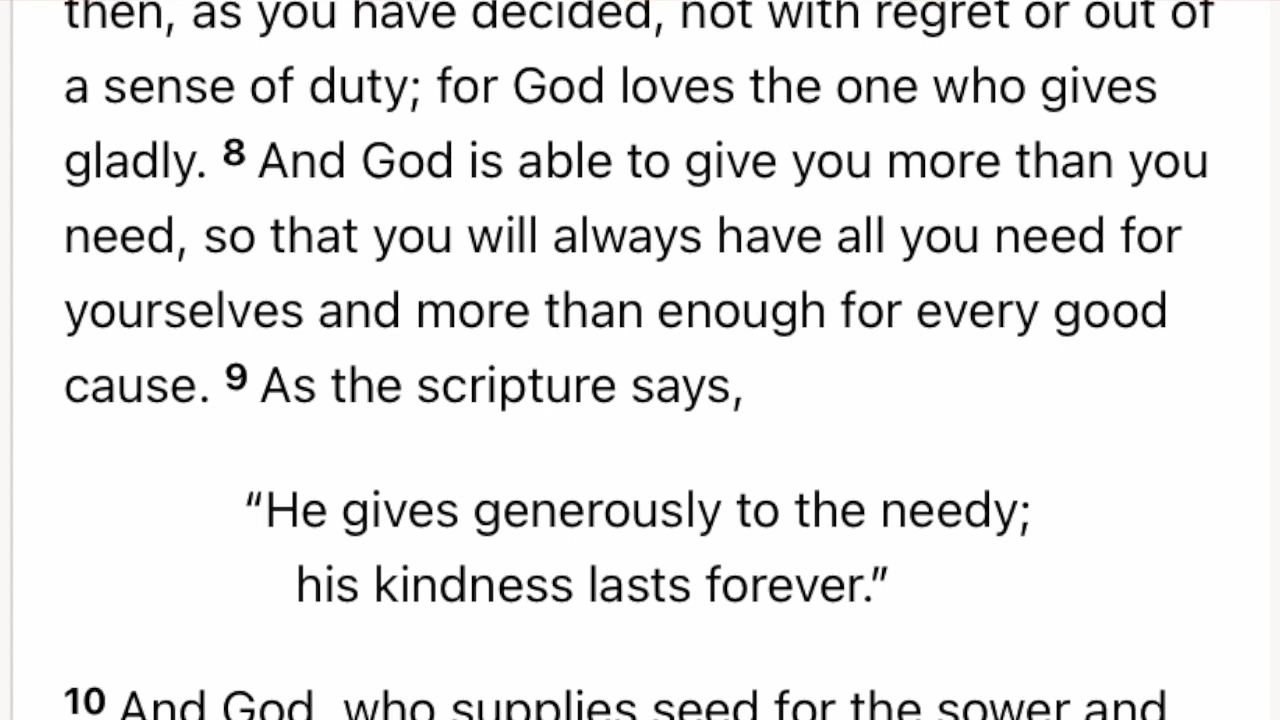 then, as you have decided, not with regret or out of
a sense of duty; for God loves the one who gives
gladly. 8 And God is able to give you more than you
need, so that you will always have all you need for
yourselves and more than enough for every good
cause. 9 As the scripture says,
“He gives generously to the needy;
his kindness lasts forever.”
10 And God, who supplies seed for the sower and